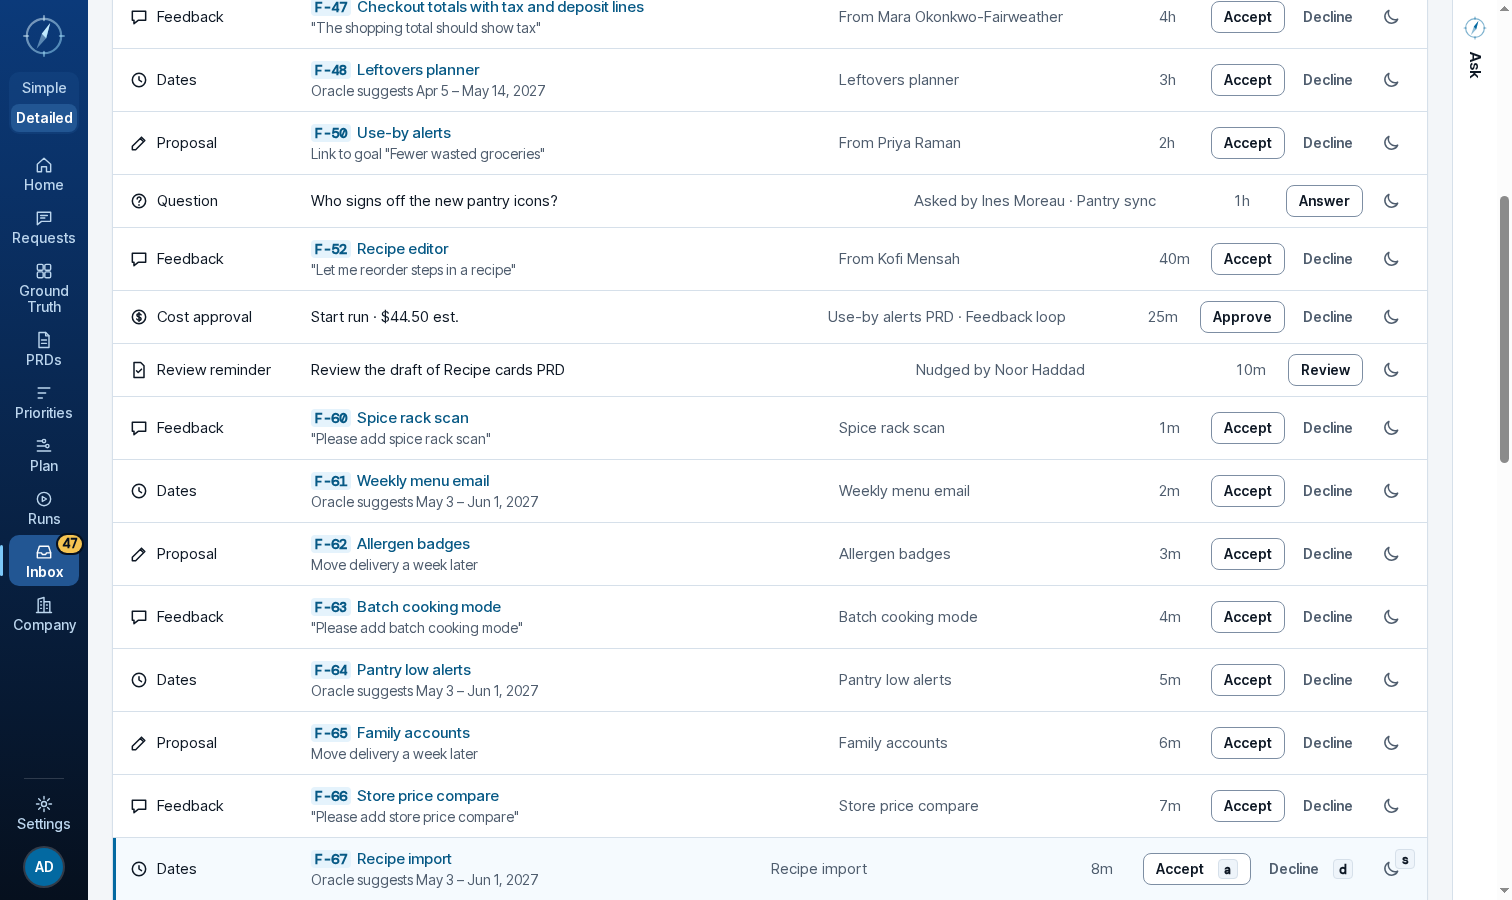 Simple
Detailed
Home
Requests
Ground
Truth
PRDs
Priorities
Plan
Runs
47
Inbox
Company
Settings
AD
Feedback
F-47 Checkout totals with tax and deposit lines
"The shopping total should show tax"
From Mara Okonkwo-Fairweather
4h
Accept
Decline
Dates
F-48 Leftovers planner
Oracle suggests Apr 5 – May 14, 2027
Leftovers planner
3h
Accept
Decline
Proposal
F-50 Use-by alerts
Link to goal "Fewer wasted groceries"
From Priya Raman
2h
Accept
Decline
Question
Who signs off the new pantry icons?
Asked by Ines Moreau · Pantry sync
1h
Answer
Feedback
F-52 Recipe editor
"Let me reorder steps in a recipe"
From Kofi Mensah
40m
Accept
Decline
Cost approval
Start run · $44.50 est.
Use-by alerts PRD · Feedback loop
25m
Approve
Decline
Review reminder
Review the draft of Recipe cards PRD
Nudged by Noor Haddad
10m
Review
Feedback
F-60 Spice rack scan
"Please add spice rack scan"
Spice rack scan
1m
Accept
Decline
Dates
F-61 Weekly menu email
Oracle suggests May 3 – Jun 1, 2027
Weekly menu email
2m
Accept
Decline
Proposal
F-62 Allergen badges
Move delivery a week later
Allergen badges
3m
Accept
Decline
Feedback
F-63 Batch cooking mode
"Please add batch cooking mode"
Batch cooking mode
4m
Accept
Decline
Dates
F-64 Pantry low alerts
Oracle suggests May 3 – Jun 1, 2027
Pantry low alerts
5m
Accept
Decline
Proposal
F-65 Family accounts
Move delivery a week later
Family accounts
6m
Accept
Decline
Feedback
F-66 Store price compare
"Please add store price compare"
Store price compare
7m
Accept
Decline
Dates
F-67 Recipe import
Oracle suggests May 3 – Jun 1, 2027
Recipe import
8m
Accept a
Decline d
s
Ask